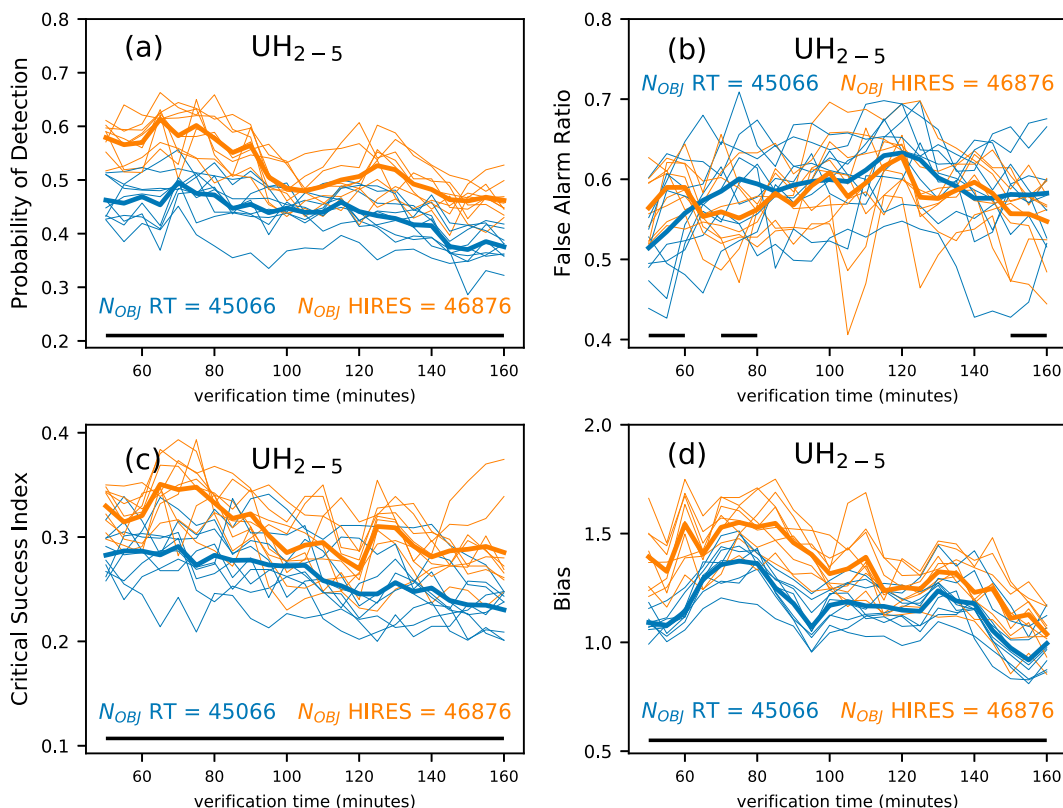 (a) UH2−5
Probability of Detection
0.8
0.7
0.6
0.5
0.4
0.3
0.2
NOBJ RT = 45066 NOBJ HIRES = 46876
60 80 100 120 140 160
verification time (minutes)
(b) UH2−5
NOBJ RT = 45066 NOBJ HIRES = 46876
False Alarm Ratio
0.8
0.7
0.6
0.5
0.4
60 80 100 120 140 160
verification time (minutes)
(c) UH2−5
Critical Success Index
0.4
0.3
0.2
0.1
NOBJ RT = 45066 NOBJ HIRES = 46876
60 80 100 120 140 160
verification time (minutes)
(d) UH2−5
Bias
2.0
1.5
1.0
0.5
NOBJ RT = 45066 NOBJ HIRES = 46876
60 80 100 120 140 160
verification time (minutes)